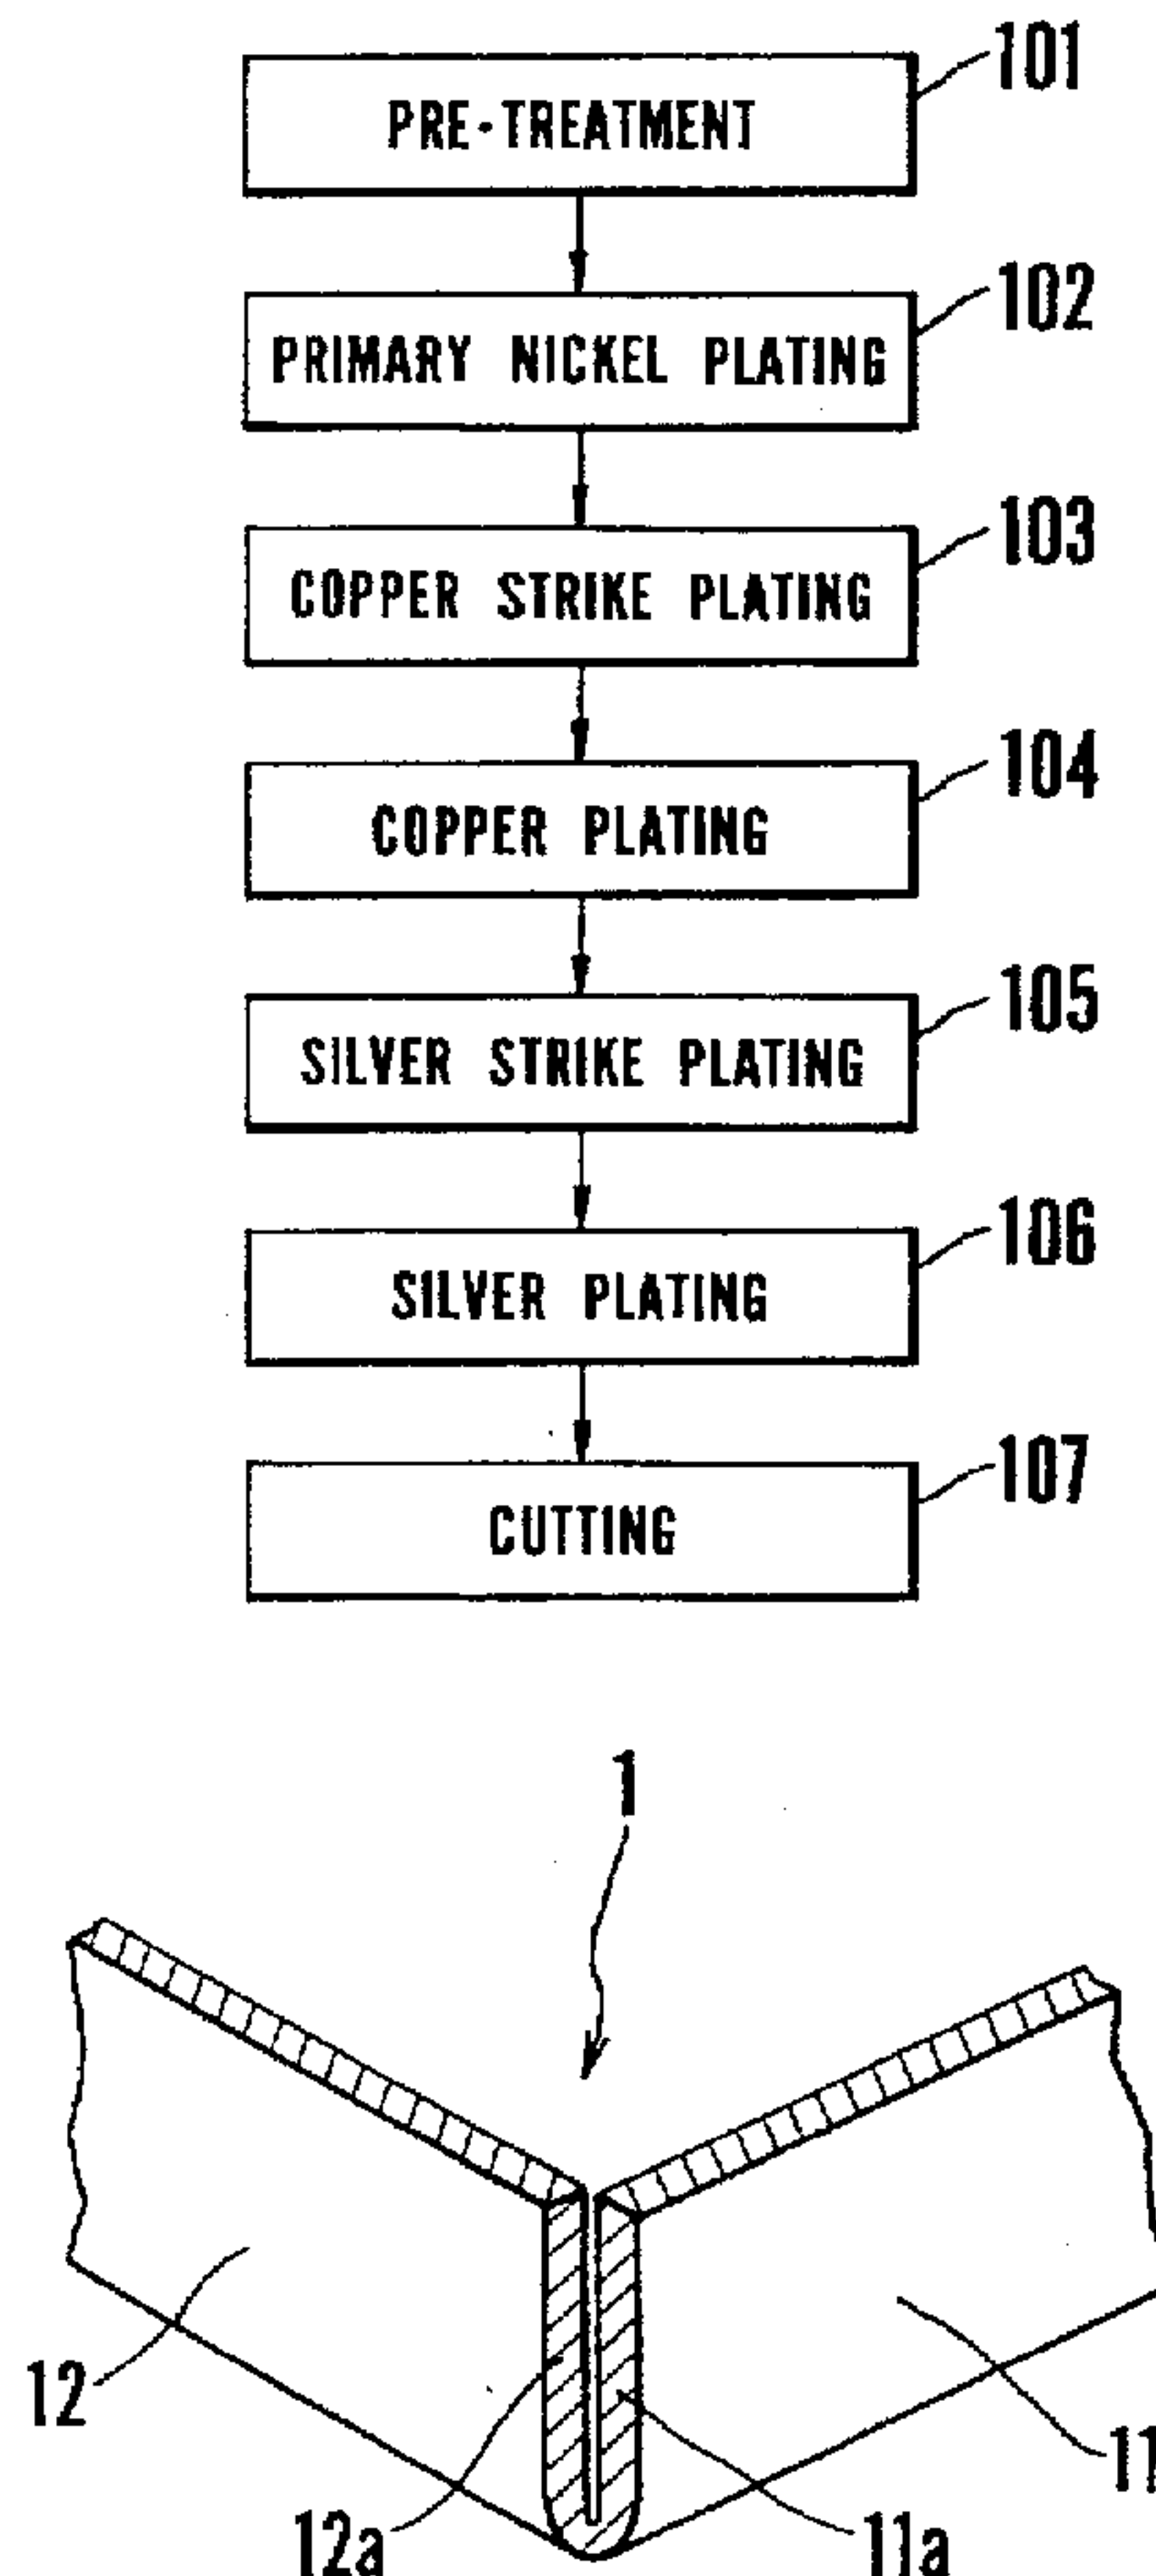 101
PRE-TREATMENT
102
PRIMARY NICKEL PLATING
103
COPPER STRIKE PLATING
104
COPPER PLATING
105
SILVER STRIKE PLATING
106
SILVER PLATING
107
CUTTING
1
12
11
12a
11a